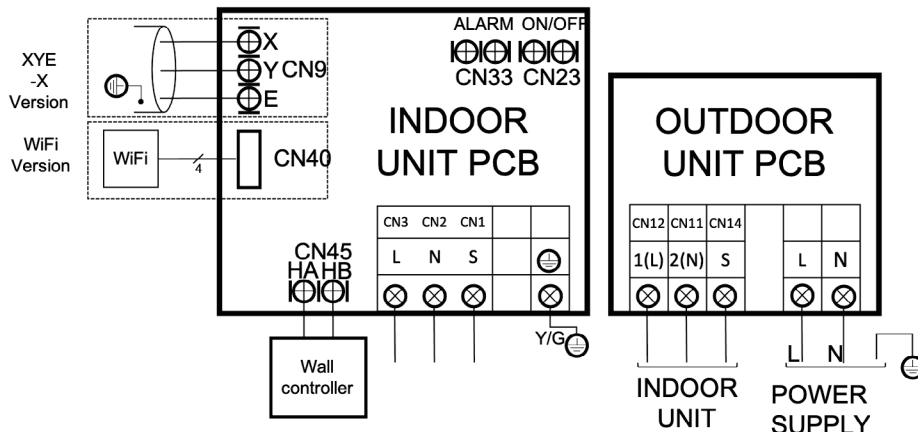 XYE
-X
Version
X
Y CN9
E
WiFi
Version
WiFi
4
CN40
ALARM ON/OFF
CN33 CN23
INDOOR
UNIT PCB
CN3 CN2 CN1
L N S
CN45
HA HB
Y/G
Wall
controller
OUTDOOR
UNIT PCB
CN12 CN11 CN14
1(L) 2(N) S L N
L N
INDOOR
UNIT
POWER
SUPPLY